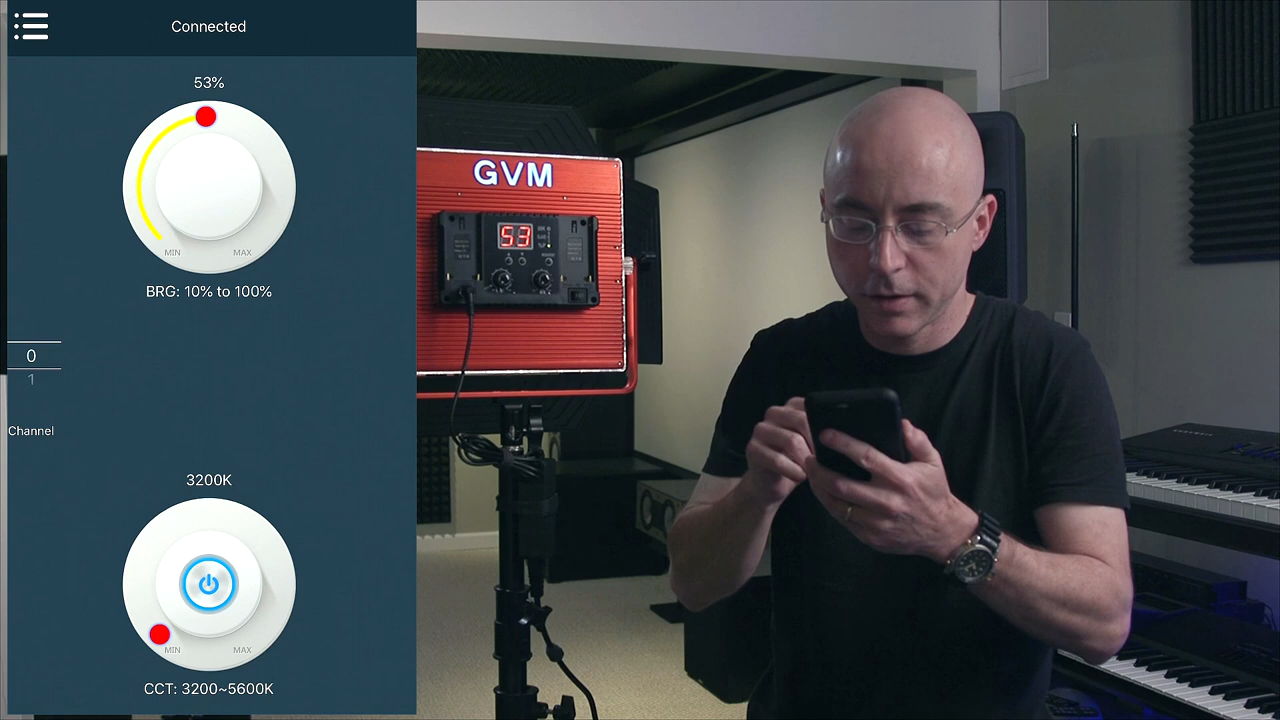 Connected
53%
MIN MAX
BRG: 10% to 100%
0
1
Channel
3200K
MIN MAX
CCT: 3200~5600K
GVM
53